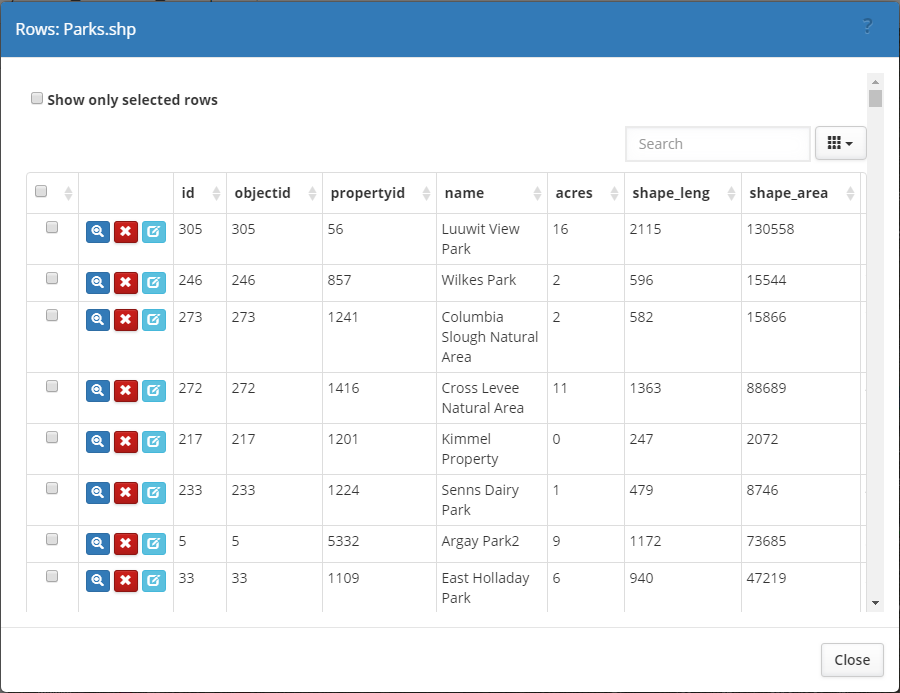 Rows: Parks.shp ?
Show only selected rows
Search
id objectid propertyid name acres shape_leng shape_area
305 305 56 Luuwit View 16 2115 130558
Park
246 246 857 Wilkes Park 2 596 15544
273 273 1241 Columbia 2 582 15866
Slough Natural
Area
272 272 1416 Cross Levee 11 1363 88689
Natural Area
217 217 1201 Kimmel 0 247 2072
Property
233 233 1224 Senns Dairy 1 479 8746
Park
5 5 5332 Argay Park2 9 1172 73685
33 33 1109 East Holladay 6 940 47219
Park
Close